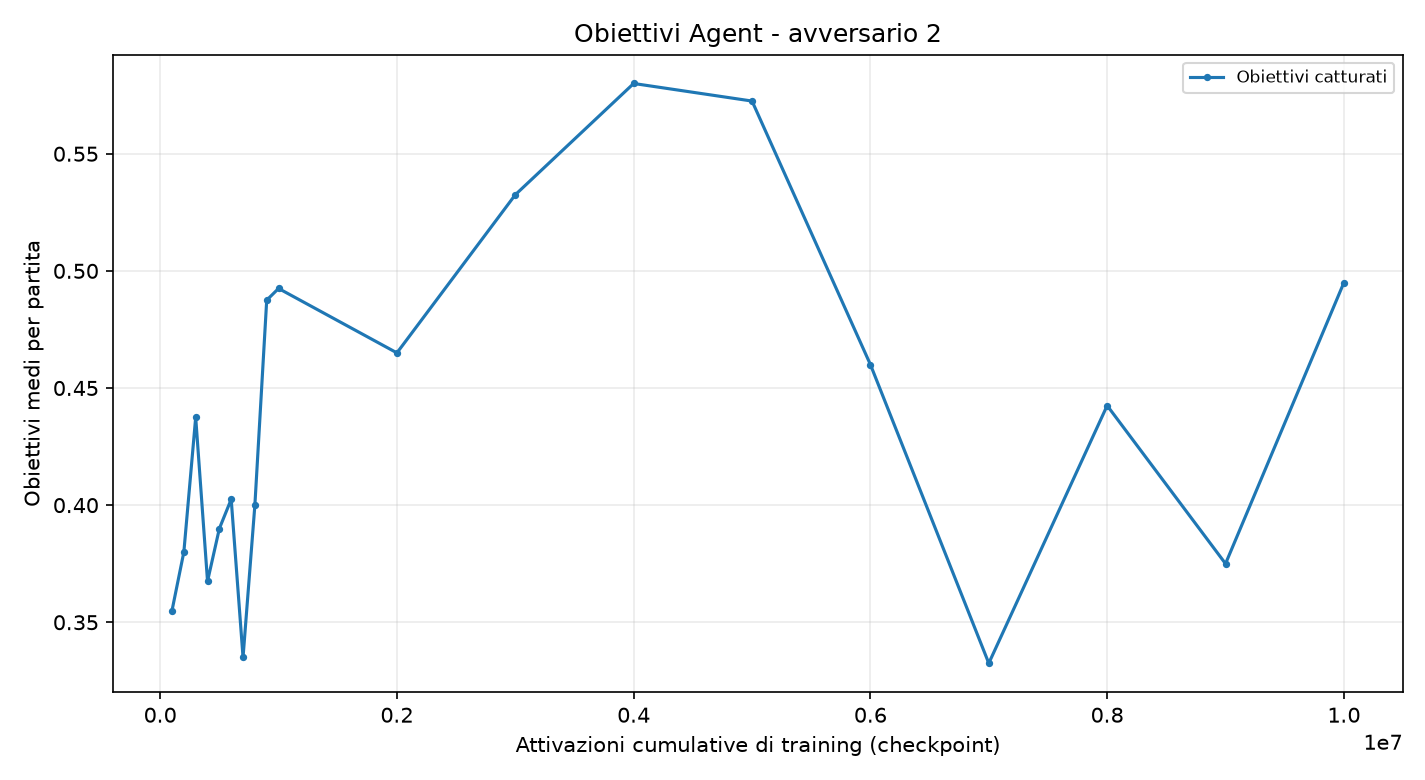 Obiettivi Agent - avversario 2
Obiettivi catturati
Obiettivi medi per partita
0.55
0.50
0.45
0.40
0.35
0.0 0.2 0.4 0.6 0.8 1.0
1e7
Attivazioni cumulative di training (checkpoint)